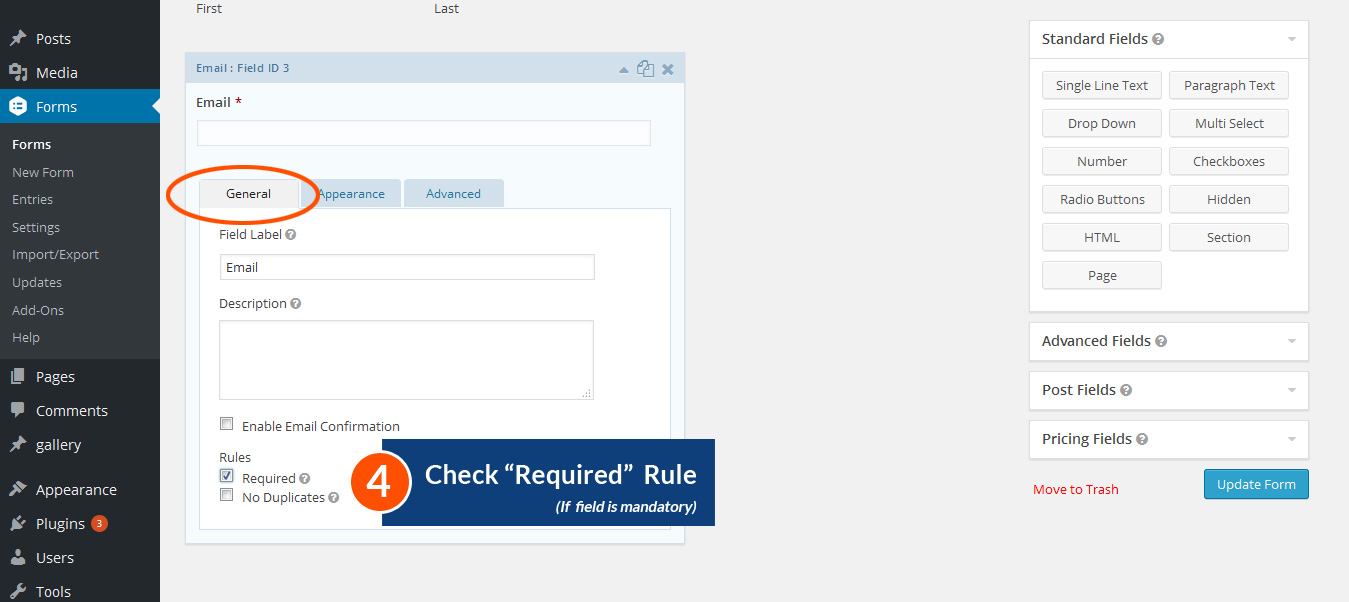 Posts
Media
Forms
Forms
New Form
Entries
Settings
Import/Export
Updates
Add-Ons
Help
Pages
Comments
gallery
Appearance
Plugins 3
Users
Tools
First Last
Email : Field ID 3
Email *
General Appearance Advanced
Field Label ?
Email
Description ?
Enable Email Confirmation
Rules
Required ?
No Duplicates ?
4 Check “Required” Rule
(If field is mandatory)
Standard Fields ?
Single Line Text Paragraph Text
Drop Down Multi Select
Number Checkboxes
Radio Buttons Hidden
HTML Section
Page
Advanced Fields ?
Post Fields ?
Pricing Fields ?
Move to Trash Update Form